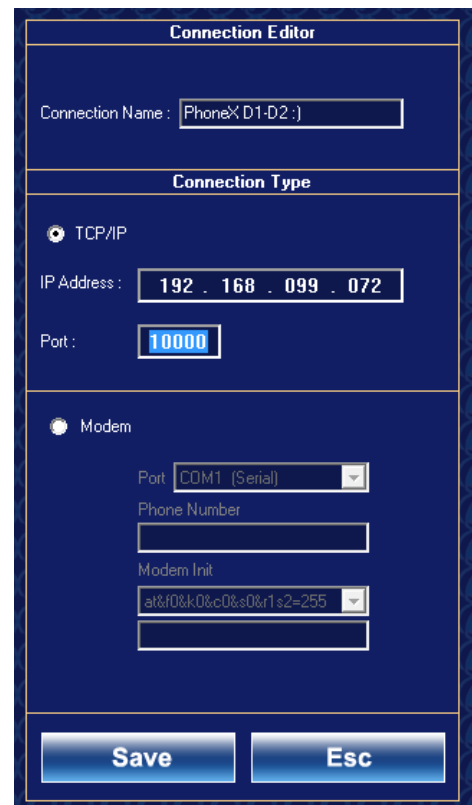 Connection Editor
Connection Name : PhoneX D1-D2 :)
Connection Type
TCP/IP
IP Address : 192 . 168 . 099 . 072
Port : 10000
Modem
Port COM1 (Serial)
Phone Number
Modem Init
at&f0&k0&c0&s0&r1s2=255
Save Esc